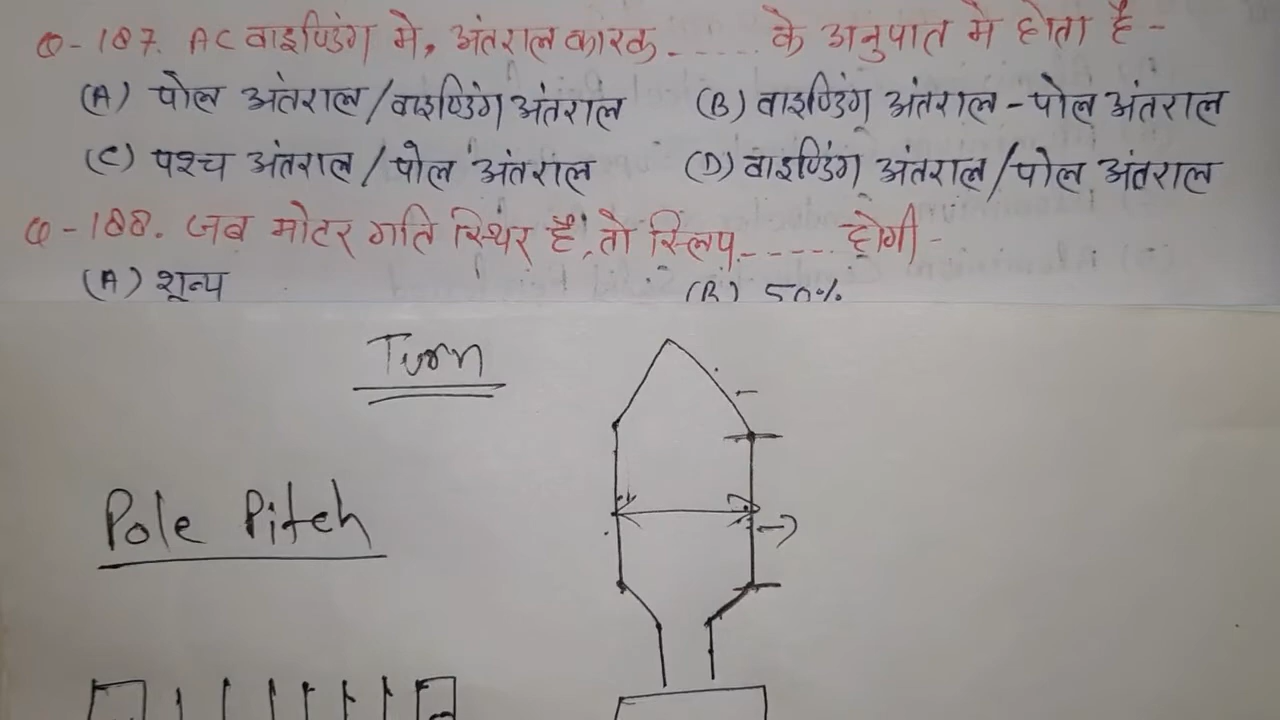 Q-187. AC वाइण्डिंग मे, अंतराल कारक ----- के अनुपात मे होता है -
(A) पोल अंतराल/वाइण्डिंग अंतराल (B) वाइण्डिंग अंतराल - पोल अंतराल
(C) पश्च अंतराल/पोल अंतराल (D) वाइण्डिंग अंतराल/पोल अंतराल
Q-188. जब मोटर गति स्थिर है, तो स्लिप ---- होगी -
(A) शून्य (B) 50%
Turn
Pole Pitch